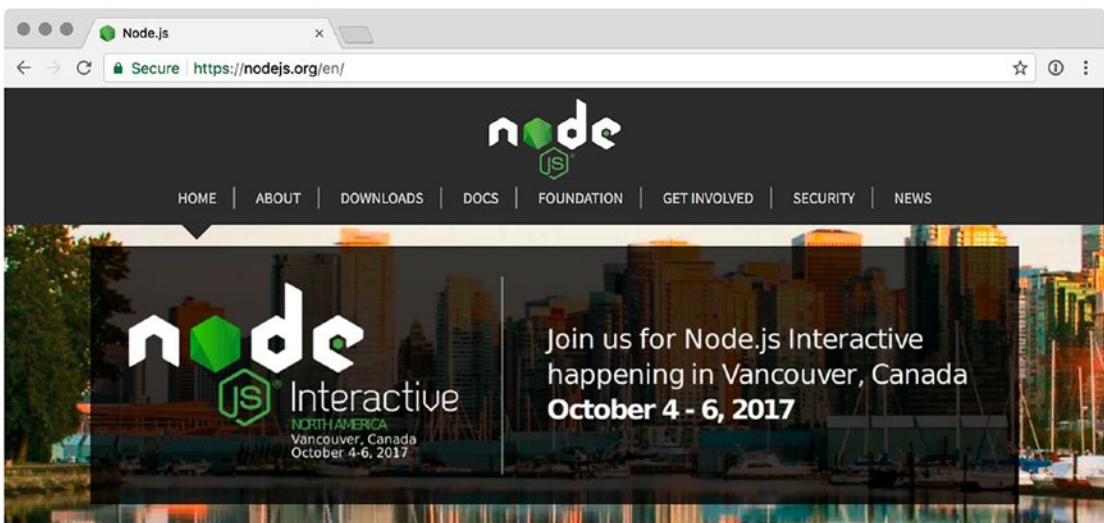 Node.js
Secure https://nodejs.org/en/
node
JS
HOME ABOUT DOWNLOADS DOCS FOUNDATION GET INVOLVED SECURITY NEWS
node
JS
Interactive
NORTH AMERICA
Vancouver, Canada
October 4-6, 2017
Join us for Node.js Interactive
happening in Vancouver, Canada
October 4 - 6, 2017